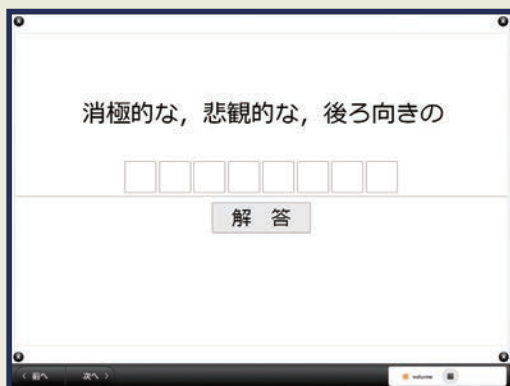 消極的な，悲観的な，後ろ向きの
解　答
〈 前へ　次へ 〉
volume